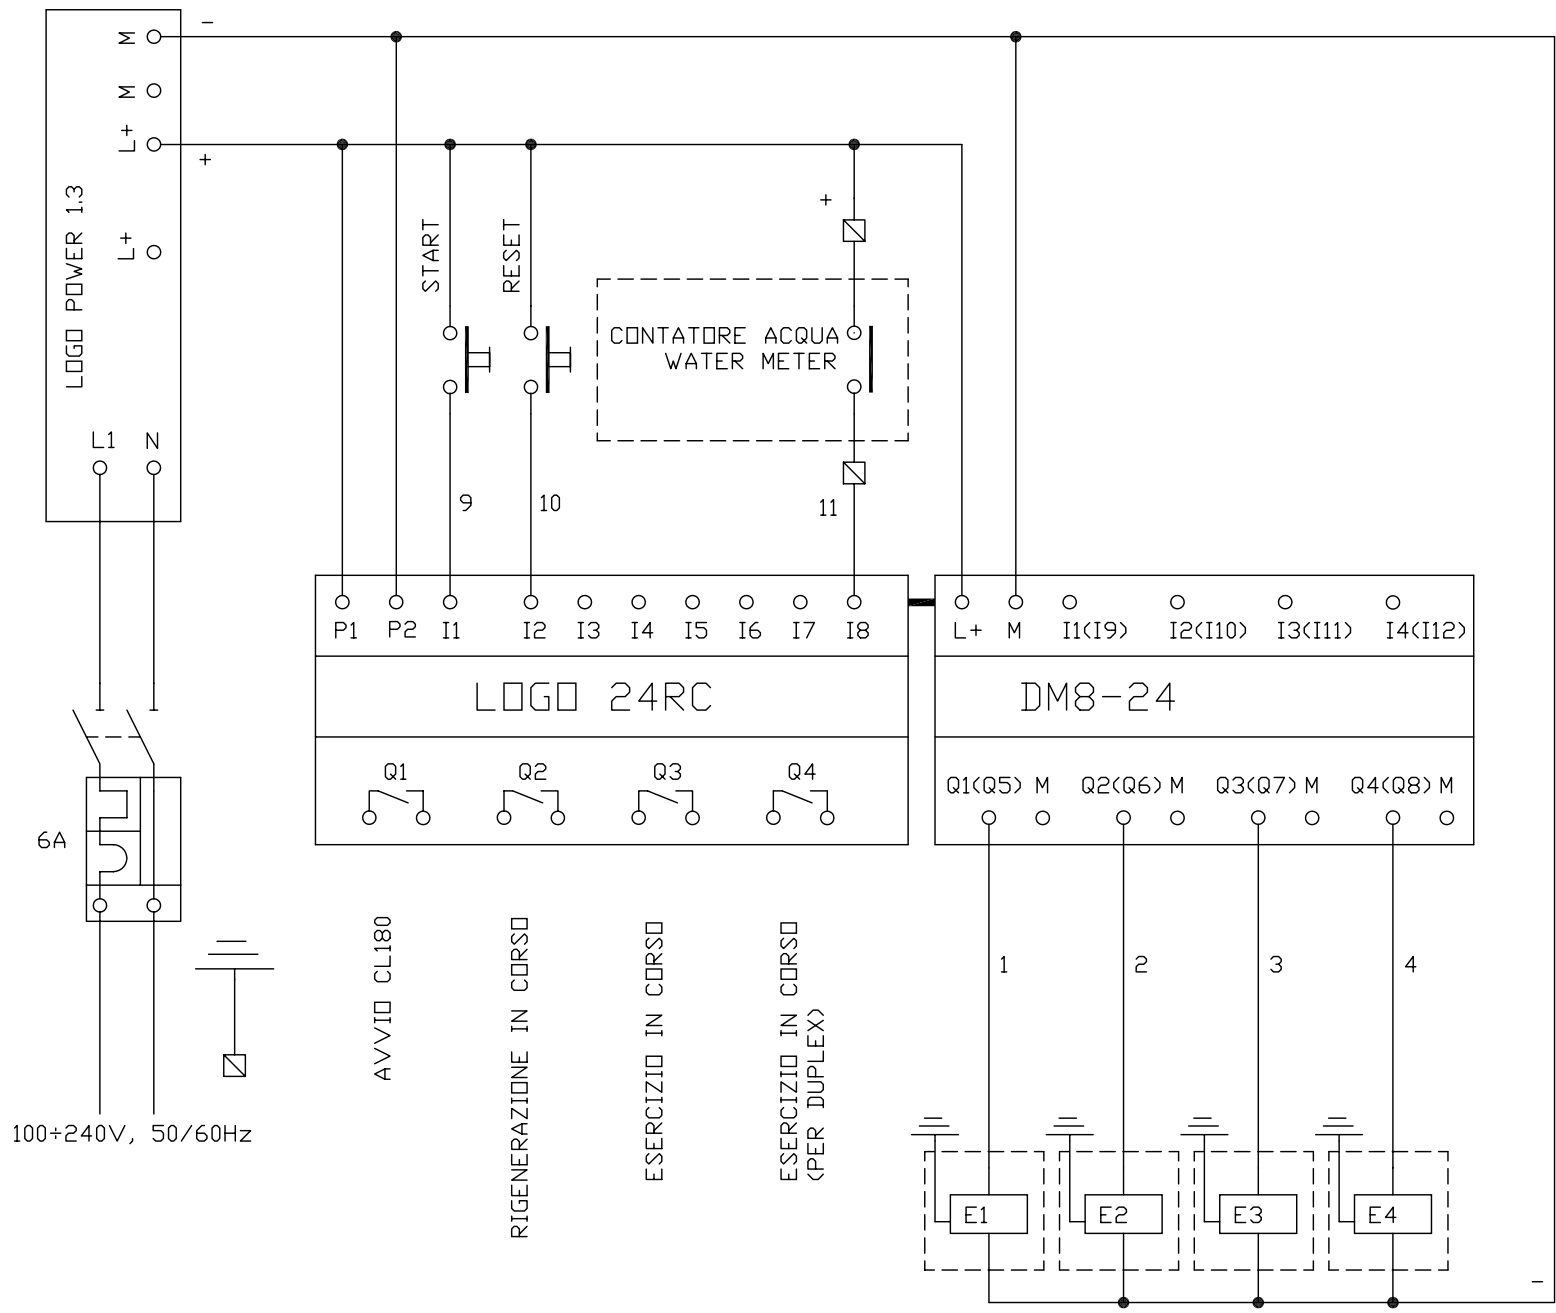 M
−
M
L+
+
L+
LOGO POWER 1.3
L1 N
START
RESET
+
CONTATORE ACQUA
WATER METER
9
10
11
P1 P2 I1 I2 I3 I4 I5 I6 I7 I8
L+ M I1(I9) I2(I10) I3(I11) I4(I12)
LOGO 24RC
DM8-24
Q1 Q2 Q3 Q4
Q1(Q5) M Q2(Q6) M Q3(Q7) M Q4(Q8) M
6A
AVVIO CL180
RIGENERAZIONE IN CORSO
ESERCIZIO IN CORSO
ESERCIZIO IN CORSO
(PER DUPLEX)
1
2
3
4
100÷240V, 50/60Hz
E1 E2 E3 E4
−